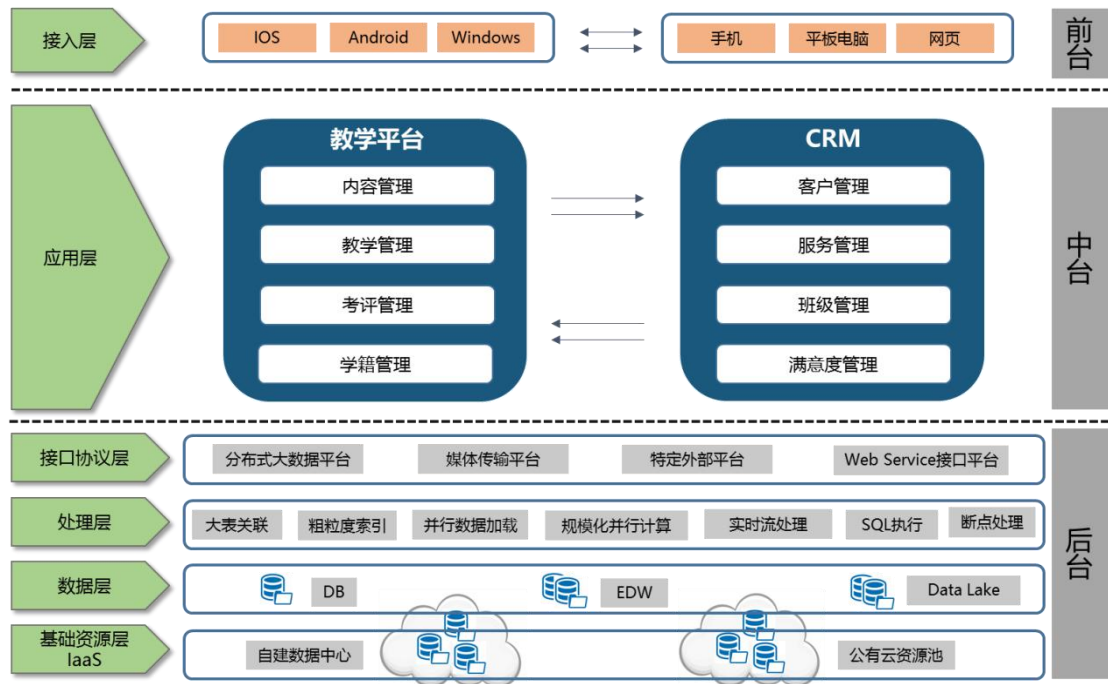 接入层
IOS
Android
Windows
手机
平板电脑
网页
前台
应用层
教学平台
内容管理
教学管理
考评管理
学籍管理
CRM
客户管理
服务管理
班级管理
满意度管理
中台
接口协议层
分布式大数据平台
媒体传输平台
特定外部平台
Web Service接口平台
处理层
大表关联
粗粒度索引
并行数据加载
规模化并行计算
实时流处理
SQL执行
断点处理
后台
数据层
DB
EDW
Data Lake
基础资源层
IaaS
自建数据中心
公有云资源池